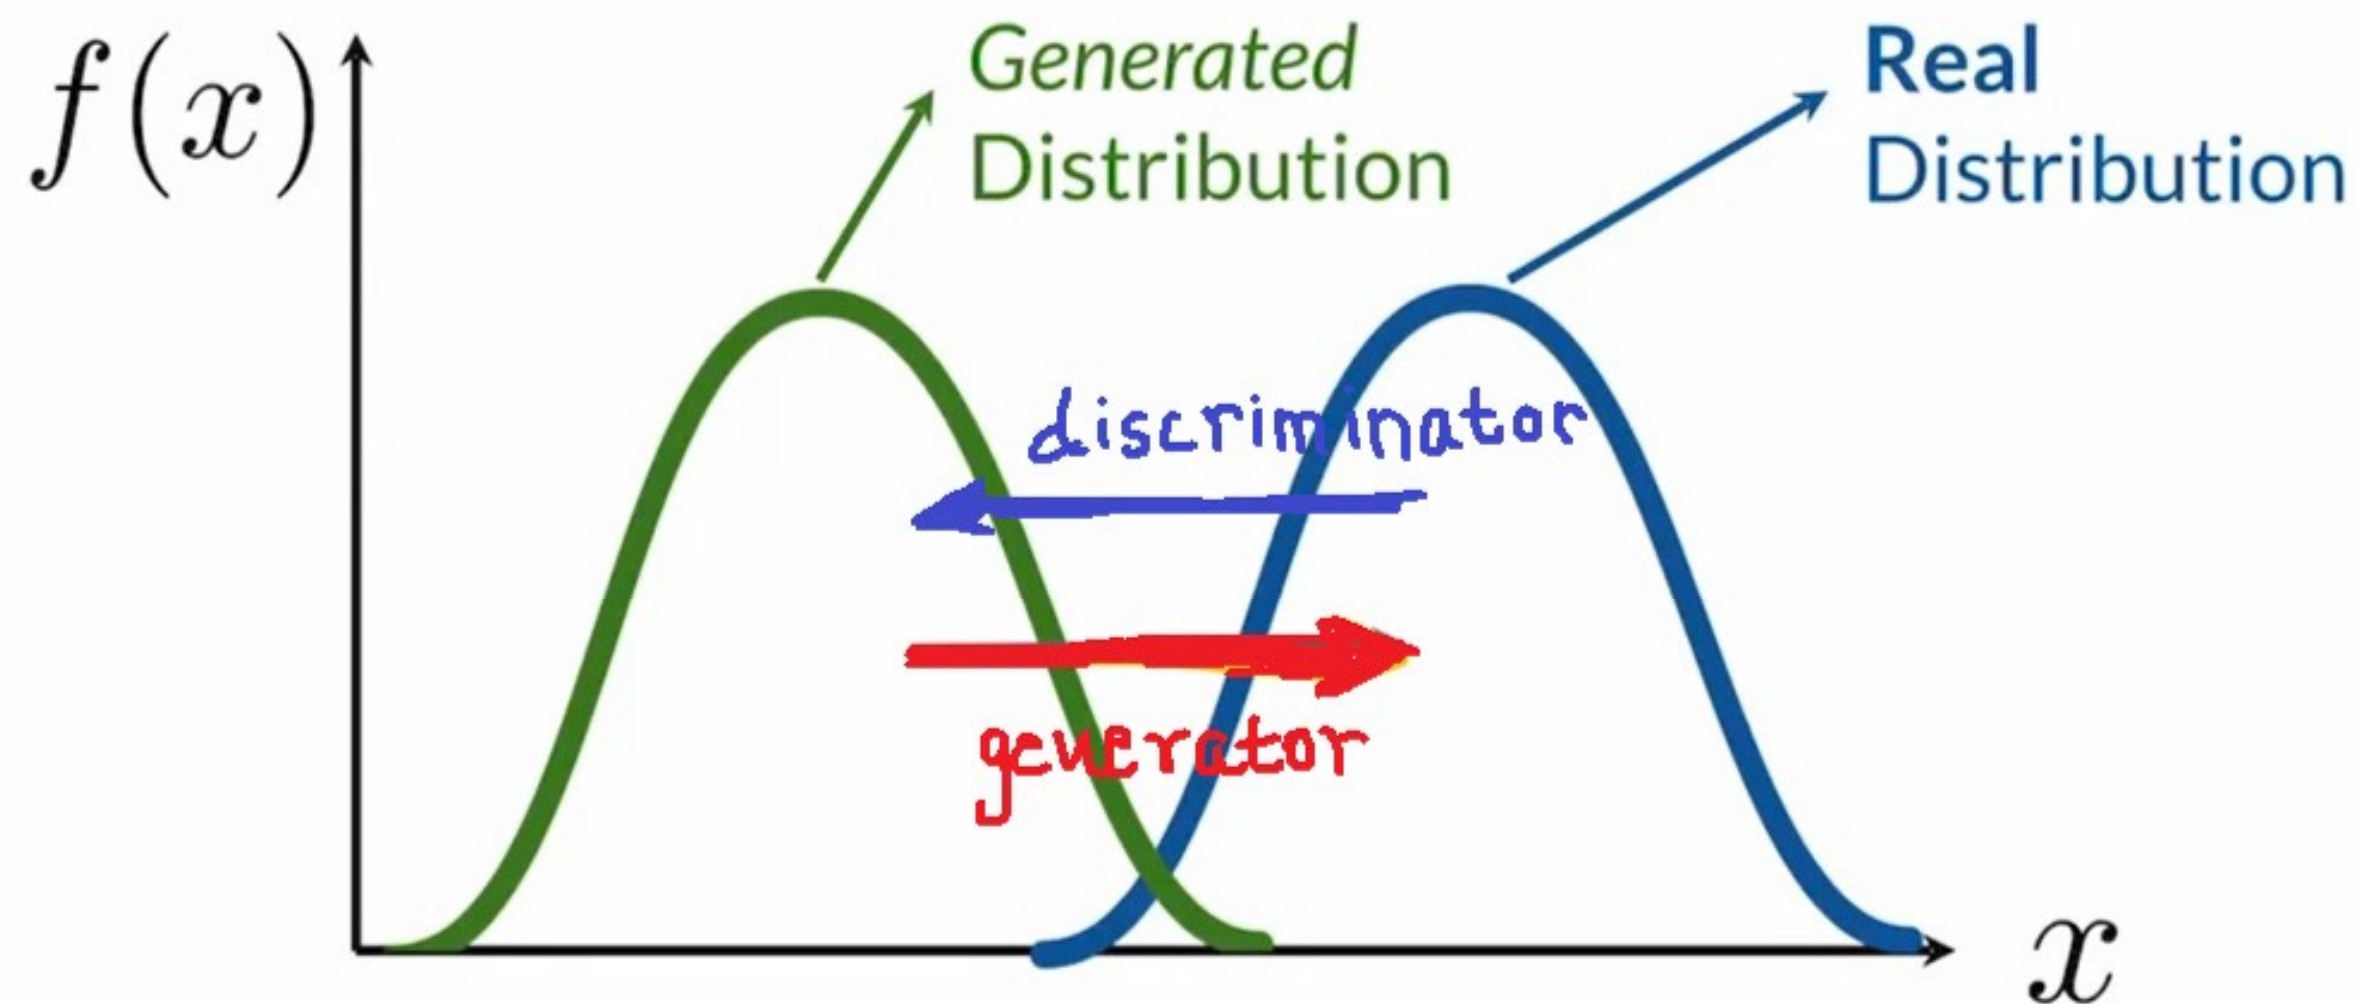 f(x)
Generated
Distribution
Real
Distribution
discriminator
generator
x